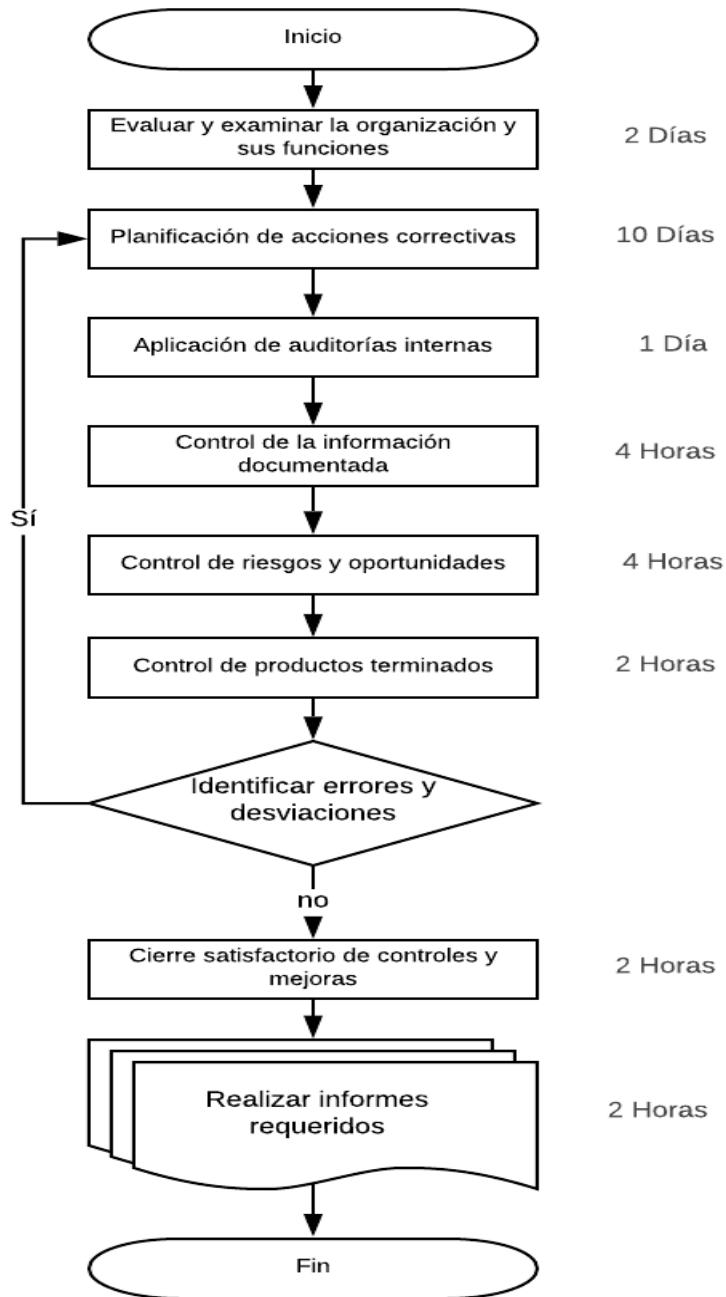 Inicio
Evaluar y examinar la organización y
sus funciones
2 Días
Planificación de acciones correctivas
10 Días
Aplicación de auditorías internas
1 Día
Control de la información
documentada
4 Horas
Sí
Control de riesgos y oportunidades
4 Horas
Control de productos terminados
2 Horas
Identificar errores y
desviaciones
no
Cierre satisfactorio de controles y
mejoras
2 Horas
Realizar informes
requeridos
2 Horas
Fin